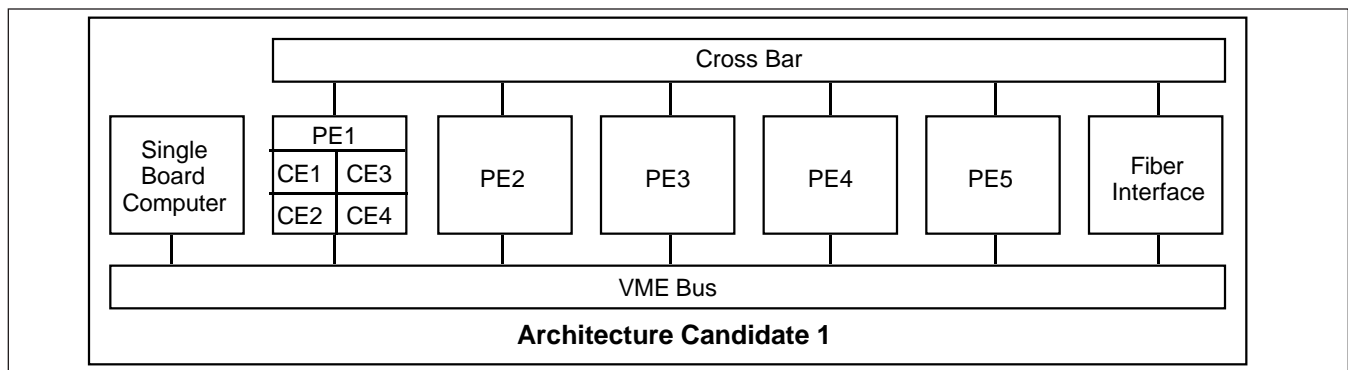 Cross Bar
Single
Board
Computer
PE1
CE1 CE3
CE2 CE4
PE2
PE3
PE4
PE5
Fiber
Interface
VME Bus
Architecture Candidate 1